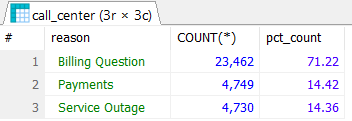 call_center (3r × 3c)
# reason COUNT(*) pct_count
1 Billing Question 23,462 71.22
2 Payments 4,749 14.42
3 Service Outage 4,730 14.36